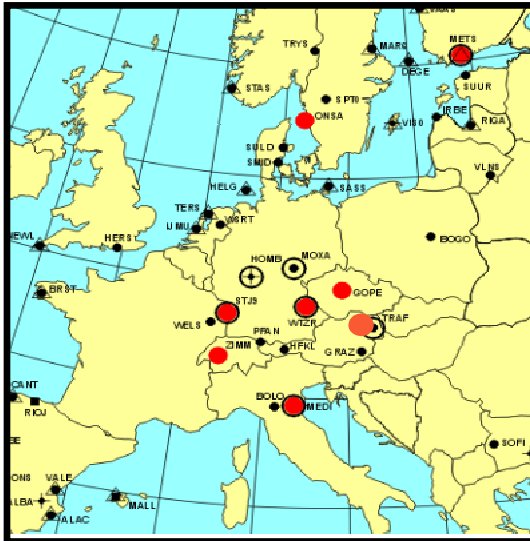 METS
TRYS
MARG
DEGE
STAS
SPT0
SUUR
ONSA
VIS0
IRBE
RIGA
SULD
SMID
VLNS
HELG
SASS
TERS
UMU
WSRT
BOGO
NEWL
HERS
HOMB
MOXA
GOPE
BRST
STJ9
WELS
WTZR
TRAF
PFAN
HFKL
ZIMM
GRAZ
CANT
RIOJ
BOLO
MEDI
SOFI
VALE
ALBA
MALL
ALAC